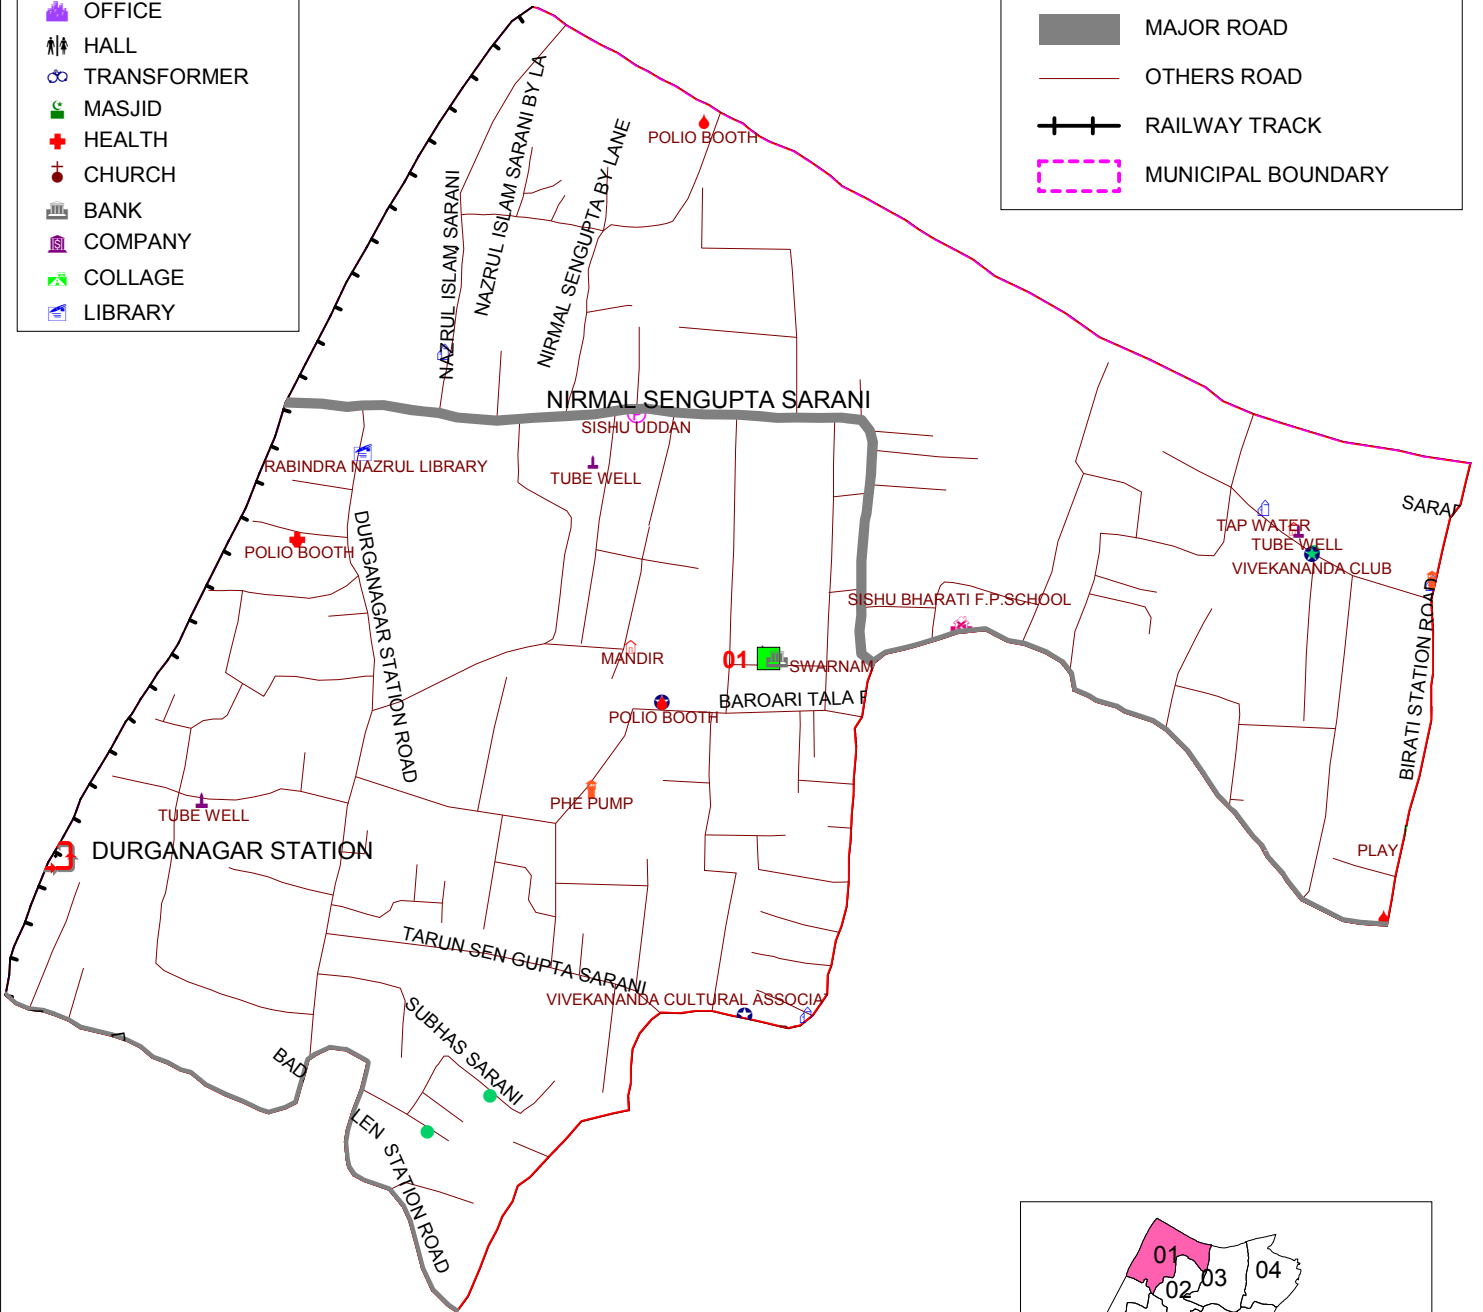 OFFICE
HALL
TRANSFORMER
MASJID
HEALTH
CHURCH
BANK
COMPANY
COLLAGE
LIBRARY
MAJOR ROAD
OTHERS ROAD
RAILWAY TRACK
MUNICIPAL BOUNDARY
POLIO BOOTH
NAZRUL ISLAM SARANI
NAZRUL ISLAM SARANI BY LA
NIRMAL SENGUPTA BY LANE
NIRMAL SENGUPTA SARANI
P
SISHU UDDAN
RABINDRA NAZRUL LIBRARY
TUBE WELL
POLIO BOOTH
DURGANAGAR STATION ROAD
SARAF
TAP WATER
TUBE WELL
VIVEKANANDA CLUB
BIRATI STATION ROAD
SISHU BHARATI F.P.SCHOOL
MANDIR
01
SWARNAM
BAROARI TALA F
POLIO BOOTH
PHE PUMP
TUBE WELL
DURGANAGAR STATION
PLAY
TARUN SEN GUPTA SARANI
VIVEKANANDA CULTURAL ASSOCIA
SUBHAS SARANI
BAD
LEN STATION ROAD
01
02
03
04